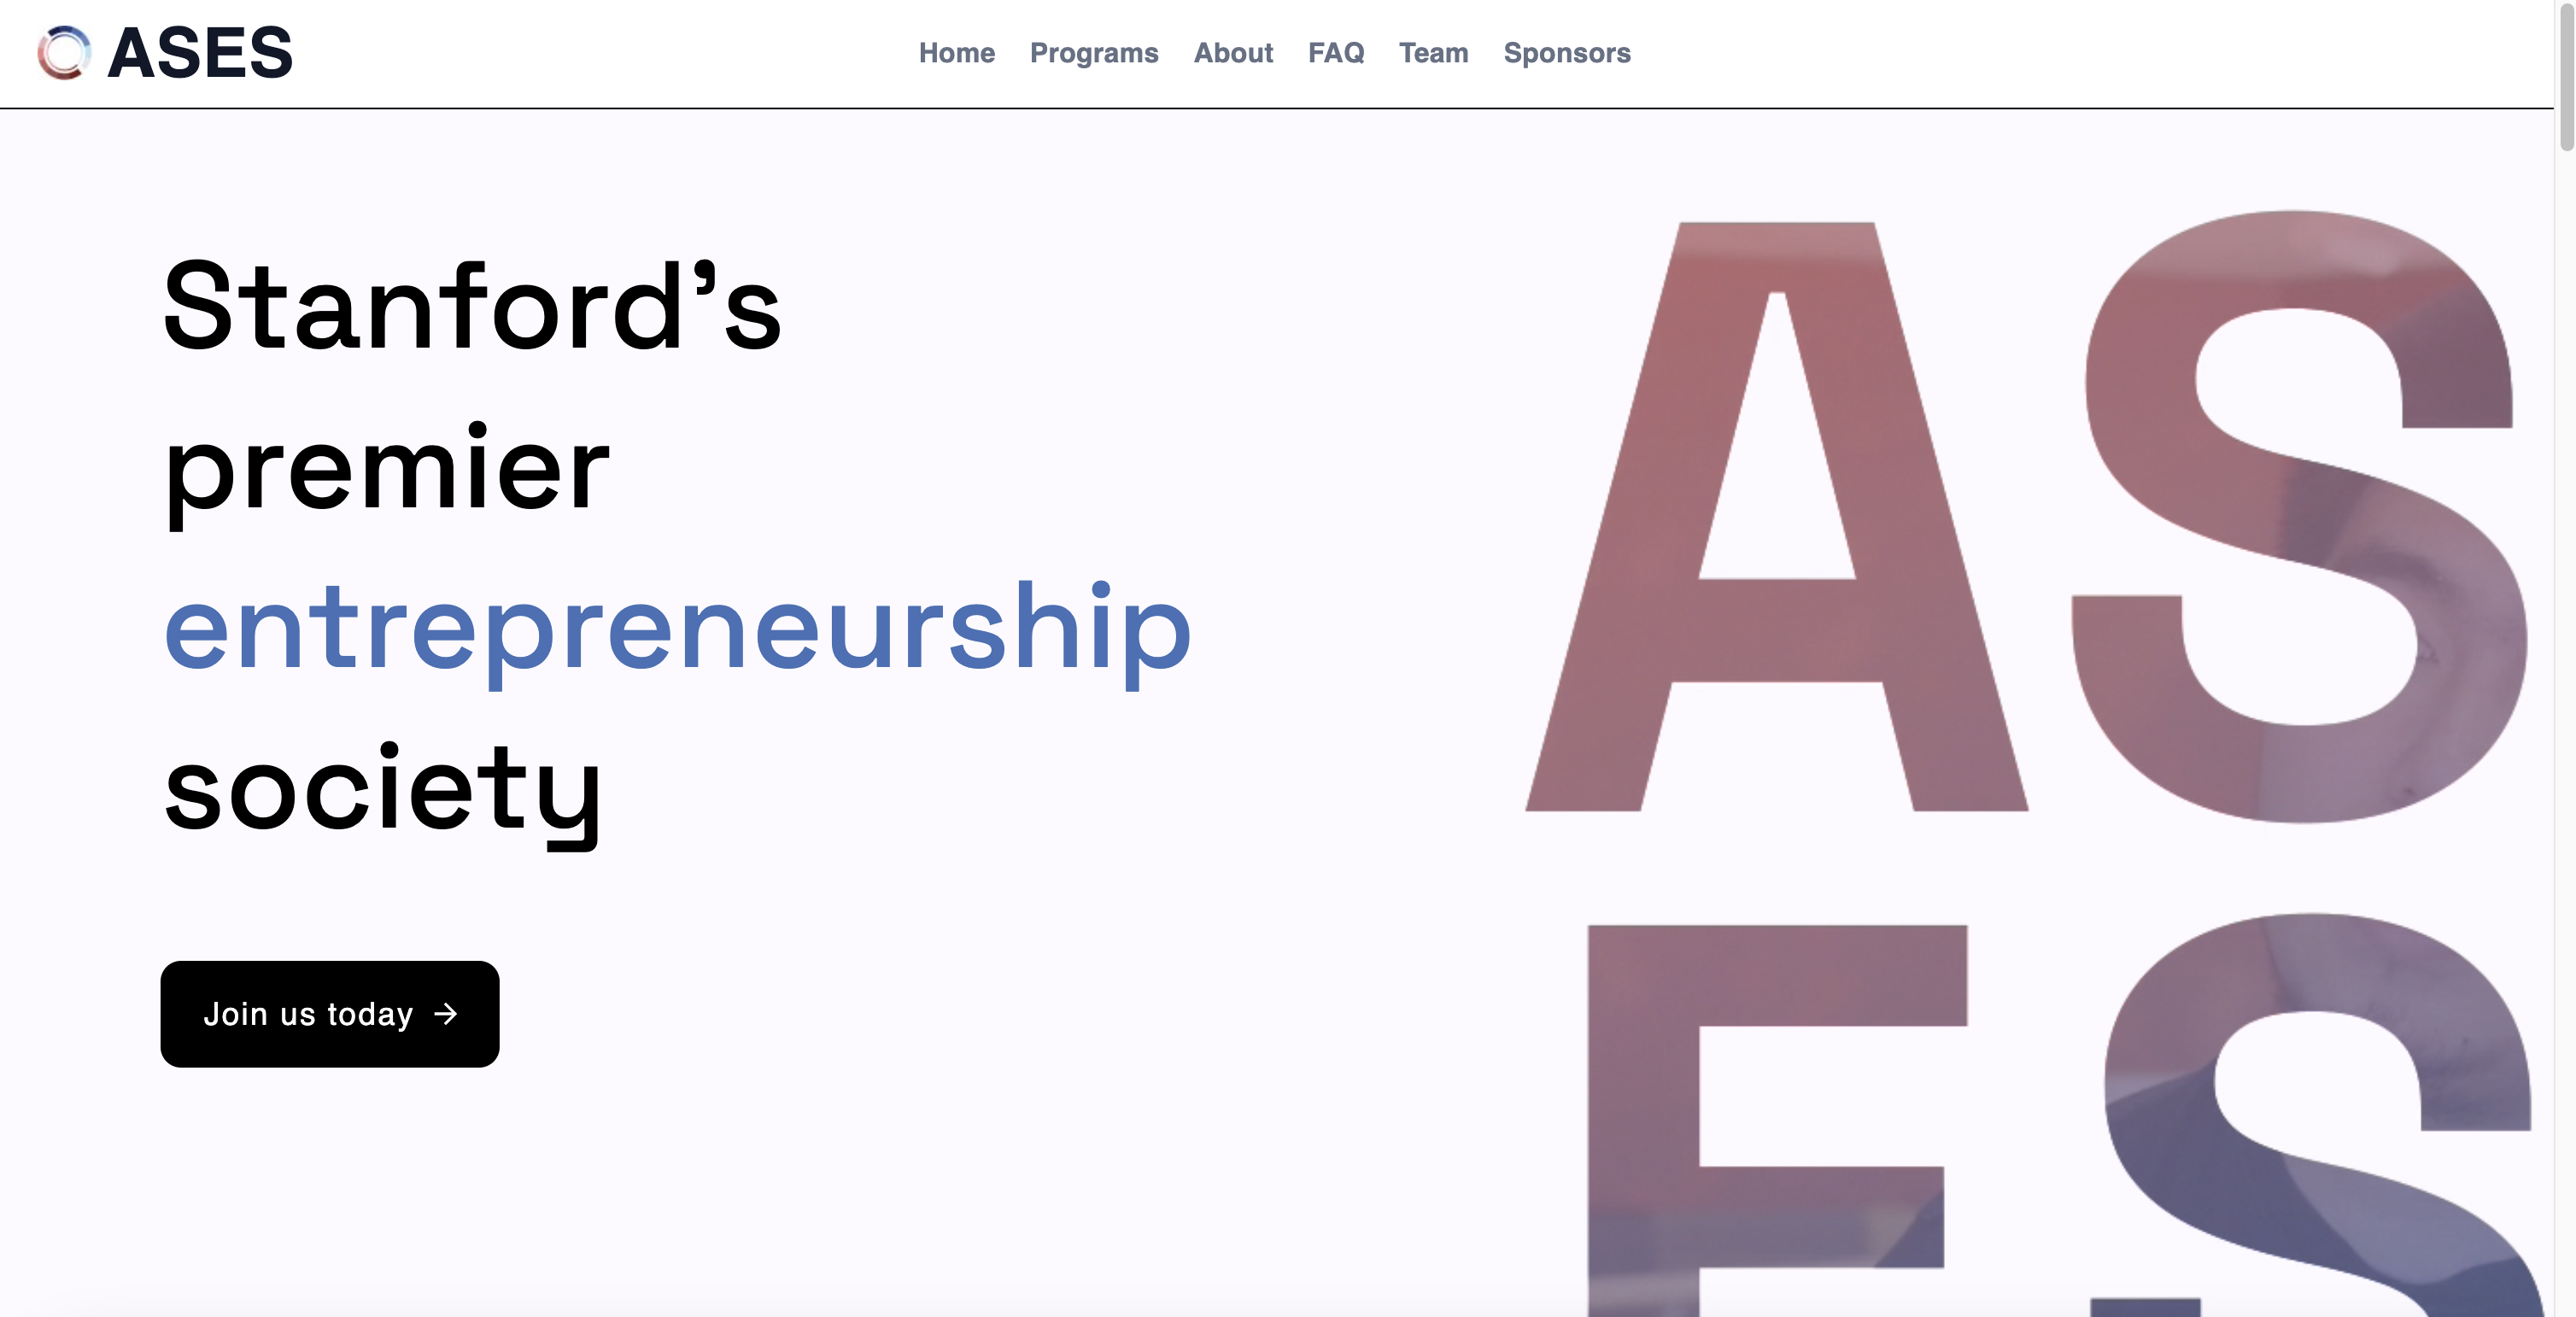 ASES
Home Programs About FAQ Team Sponsors
Stanford’s
premier
entrepreneurship
society
Join us today →
AS
ES